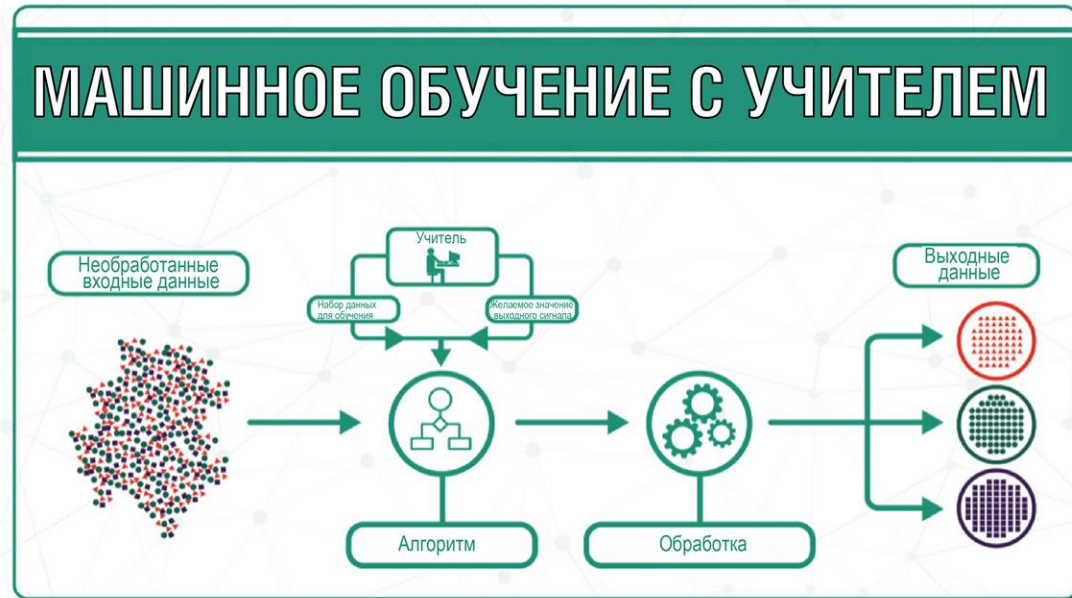 МАШИННОЕ ОБУЧЕНИЕ С УЧИТЕЛЕМ
Необработанные
входные данные
Учитель
Набор данных
для обучения
Желаемое значение
выходного сигнала
Выходные
данные
Алгоритм
Обработка